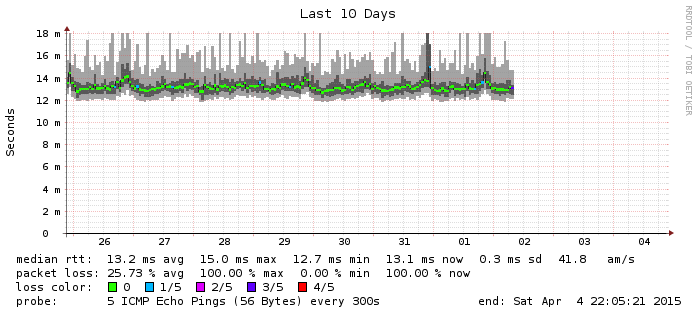 Last 10 Days
RRDTOOL / TOBI OETIKER
Seconds
18 m
16 m
14 m
12 m
10 m
8 m
6 m
4 m
2 m
0
26 27 28 29 30 31 01 02 03 04
median rtt: 13.2 ms avg 15.0 ms max 12.7 ms min 13.1 ms now 0.3 ms sd 41.8 am/s
packet loss: 25.73 % avg 100.00 % max 0.00 % min 100.00 % now
loss color: 0 1/5 2/5 3/5 4/5
probe: 5 ICMP Echo Pings (56 Bytes) every 300s end: Sat Apr 4 22:05:21 2015